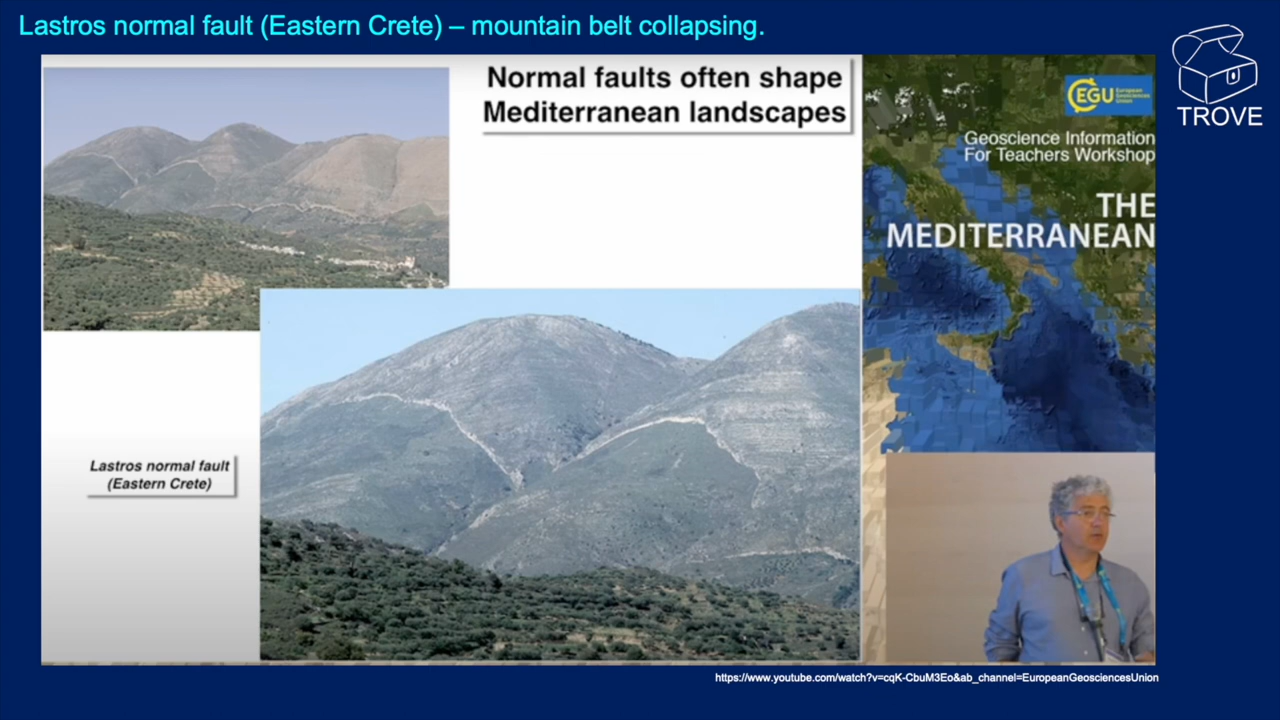 Lastros normal fault (Eastern Crete) – mountain belt collapsing.
TROVE
Normal faults often shape
Mediterranean landscapes
EGU European
Geosciences
Union
Geoscience Information
For Teachers Workshop
THE
MEDITERRANEAN
Lastros normal fault
(Eastern Crete)
https://www.youtube.com/watch?v=cqK-CbuM3Eo&ab_channel=EuropeanGeosciencesUnion